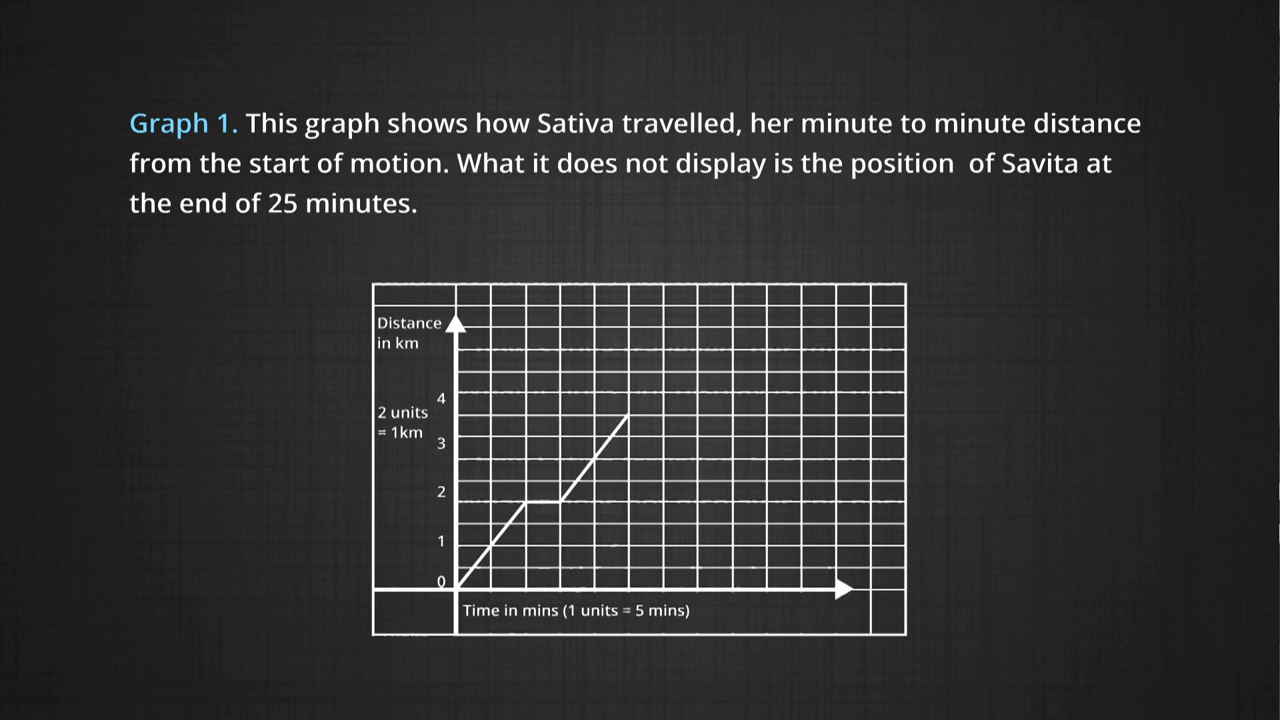 Graph 1. This graph shows how Sativa travelled, her minute to minute distance
from the start of motion. What it does not display is the position of Savita at
the end of 25 minutes.
Distance
in km
4
2 units
= 1km
3
2
1
0
Time in mins (1 units = 5 mins)